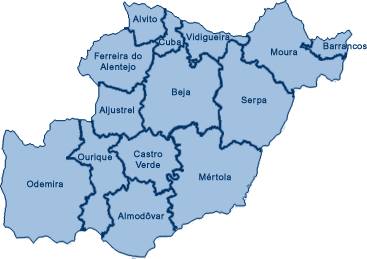 Alvito
Cuba
Vidigueira
Moura
Barrancos
Ferreira do
Alentejo
Beja
Serpa
Aljustrel
Ourique
Castro
Verde
Mértola
Odemira
Almodôvar